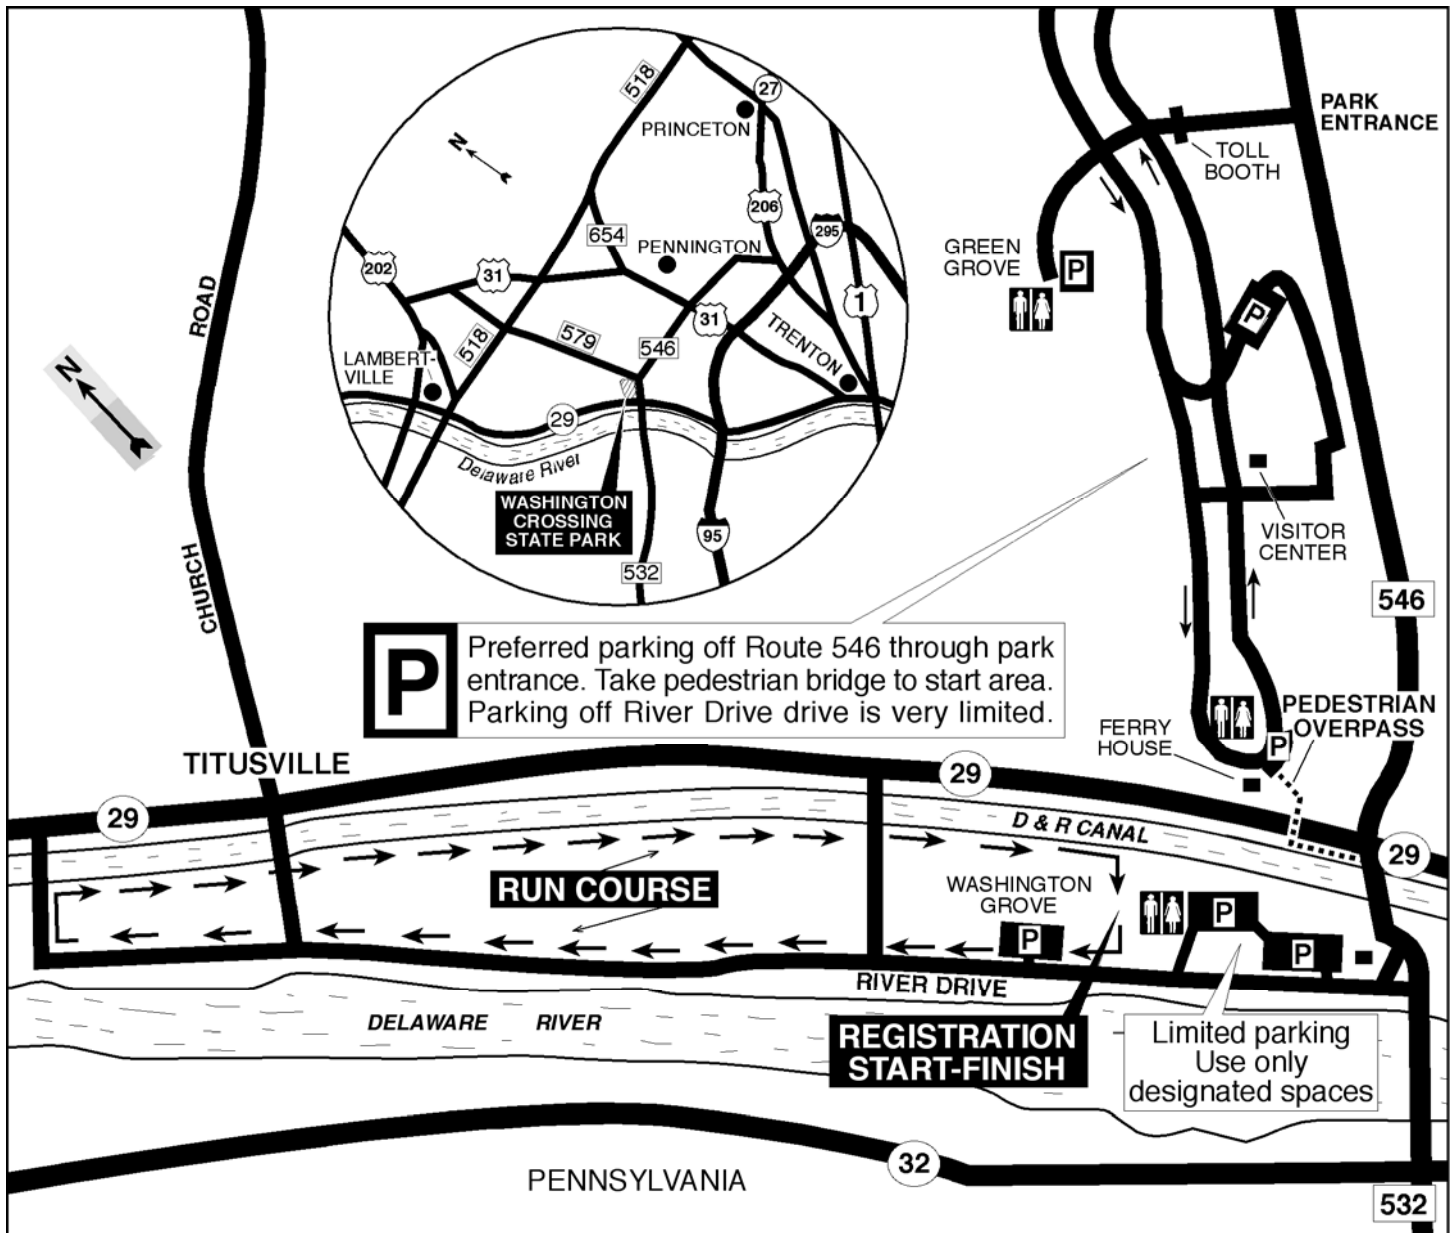 518
27
PRINCETON
N
206
654
PENNINGTON
295
202
31
1
31
TRENTON
579
546
518
LAMBERT-
VILLE
29
Delaware River
WASHINGTON
CROSSING
STATE PARK
95
532
PARK
ENTRANCE
TOLL
BOOTH
GREEN
GROVE
P
P
ROAD
N
CHURCH
VISITOR
CENTER
546
P
Preferred parking off Route 546 through park
entrance. Take pedestrian bridge to start area.
Parking off River Drive drive is very limited.
PEDESTRIAN
OVERPASS
FERRY
HOUSE
P
TITUSVILLE
29
29
D & R CANAL
29
RUN COURSE
WASHINGTON
GROVE
P
P
P
RIVER DRIVE
DELAWARE RIVER
REGISTRATION
START-FINISH
Limited parking
Use only
designated spaces
32
PENNSYLVANIA
532